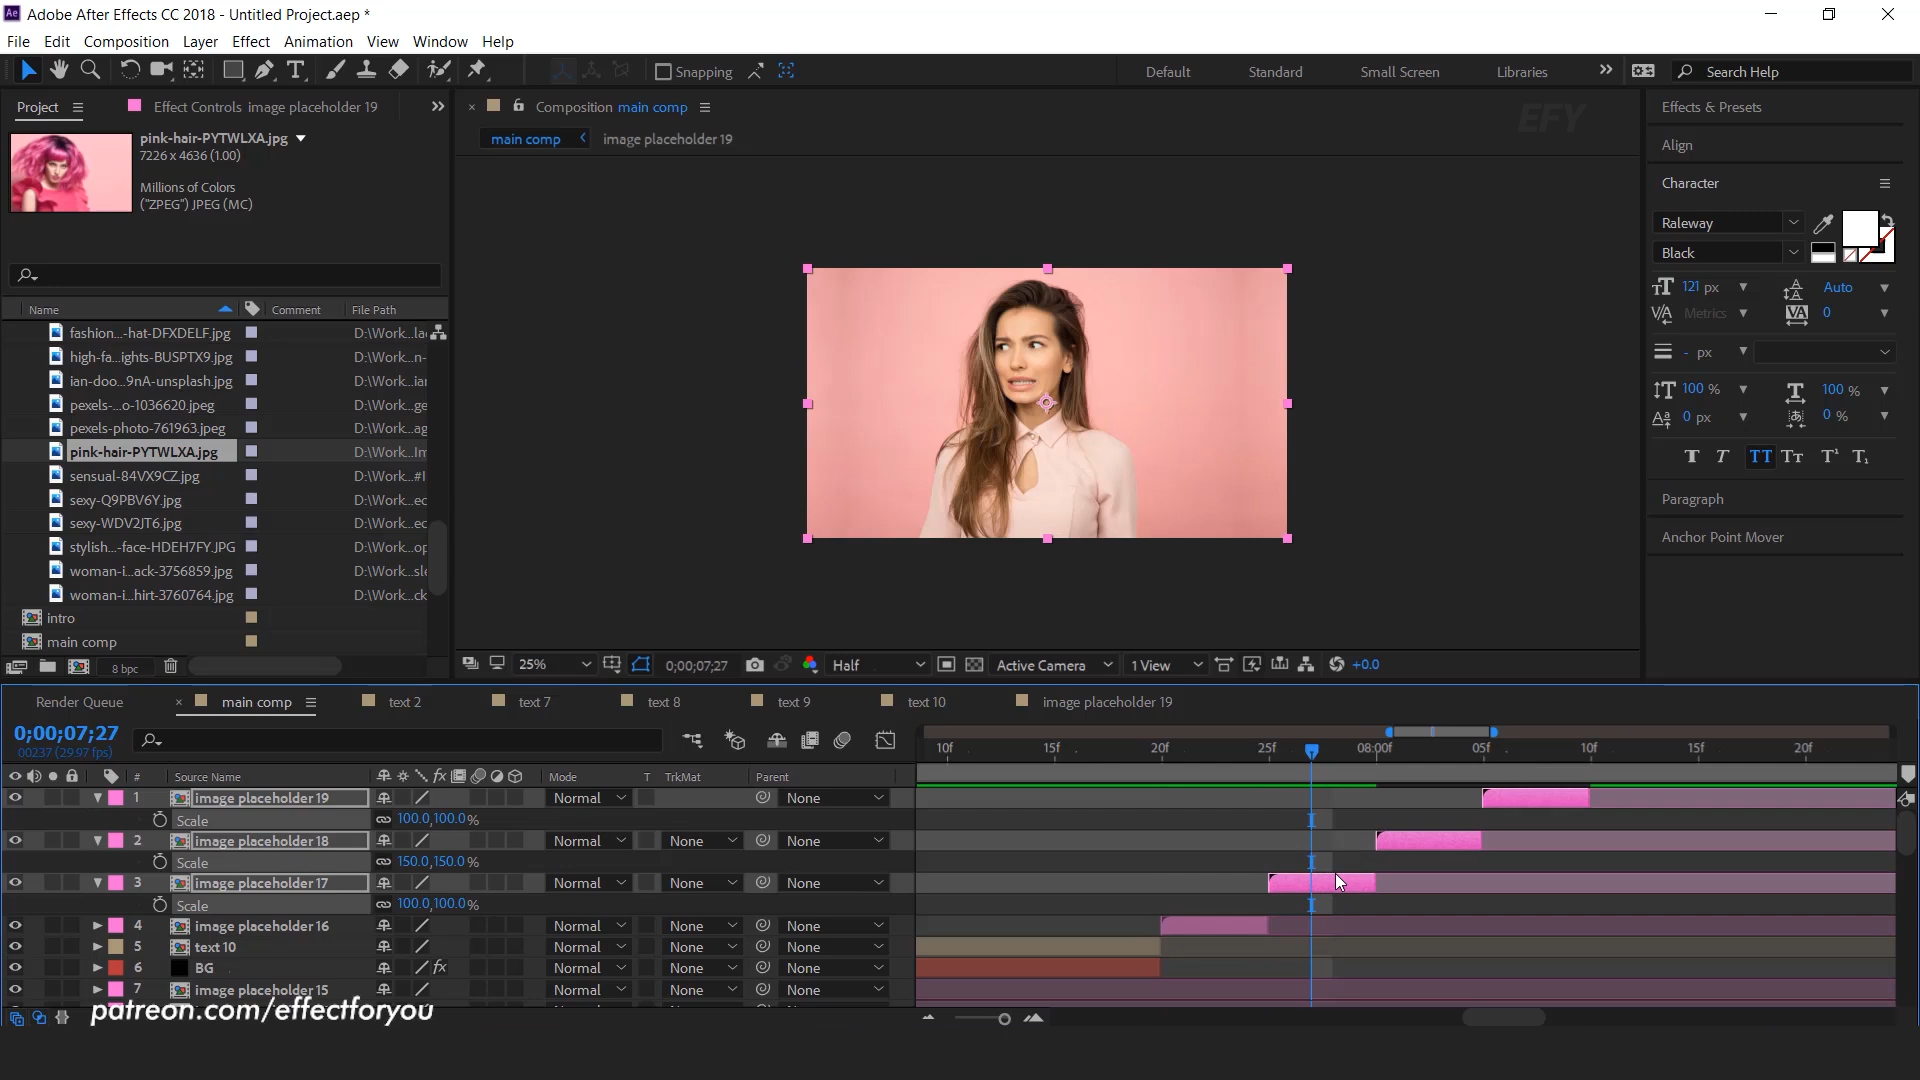 Adobe After Effects CC 2018 - Untitled Project.aep *
File Edit Composition Layer Effect Animation View Window Help
Snapping
Default Standard Small Screen Libraries Search Help
Project Effect Controls image placeholder 19
Composition main comp
EFY
Effects & Presets
main comp image placeholder 19
pink-hair-PYTWLXA.jpg
7226 x 4636 (1.00)
Millions of Colors
("ZPEG") JPEG (MC)
Align
Character
Raleway
Black
121 px Auto
Metrics 0
- px
100 % 100 %
0 px 0 %
Paragraph
Anchor Point Mover
Name Comment File Path
fashion...-hat-DFXDELF.jpg D:\Work...la
high-fa...ights-BUSPTX9.jpg D:\Work...n-
ian-doo...9nA-unsplash.jpg D:\Work...ia
pexels-...o-1036620.jpeg D:\Work...ge
pexels-photo-761963.jpeg D:\Work...ag
pink-hair-PYTWLXA.jpg D:\Work...Im
sensual-84VX9CZ.jpg D:\Work...#I
sexy-Q9PBV6Y.jpg D:\Work...ec
sexy-WDV2JT6.jpg D:\Work...ec
stylish...-face-HDEH7FY.JPG D:\Work...op
woman-i...ack-3756859.jpg D:\Work...sle
woman-i...hirt-3760764.jpg D:\Work...ck
intro
main comp
8 bpc
25% 0;00;07;27 Half Active Camera 1 View +0.0
Render Queue main comp text 2 text 7 text 8 text 9 text 10 image placeholder 19
0;00;07;27
00237 (29.97 fps)
10f 15f 20f 25f 08:00f 05f 10f 15f 20f
# Source Name Mode T TrkMat Parent
1 image placeholder 19 Normal None
Scale 100.0,100.0%
2 image placeholder 18 Normal None None
Scale 150.0,150.0%
3 image placeholder 17 Normal None None
Scale 100.0,100.0%
4 image placeholder 16 Normal None None
5 text 10 Normal None None
6 BG Normal None None
7 image placeholder 15 Normal None None
patreon.com/effectforyou